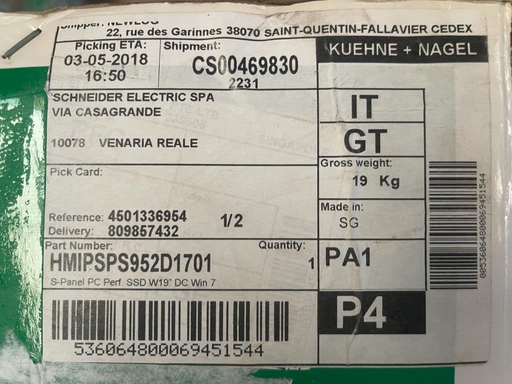 Shipper: NEWLOG
22, rue des Garinnes 38070 SAINT-QUENTIN-FALLAVIER CEDEX
Picking ETA:
03-05-2018
16:50
Shipment:
CS00469830
2231
KUEHNE + NAGEL
SCHNEIDER ELECTRIC SPA
VIA CASAGRANDE
10078 VENARIA REALE
IT
GT
Pick Card:
Gross weight:
19 Kg
Reference: 4501336954
1/2
Delivery: 809857432
Made in:
SG
Part Number:
HMIPSPS952D1701
Quantity:
1
S-Panel PC Perf. SSD W19" DC Win 7
PA1
P4
536064800069451544
00536064800069451544